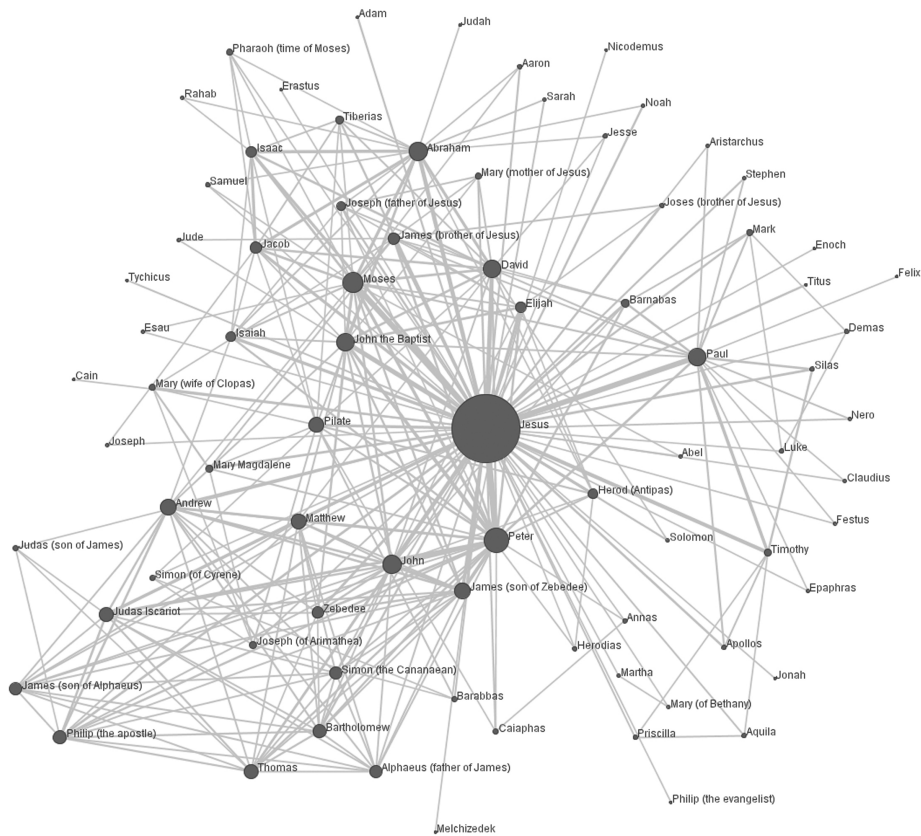 Adam
Judah
Pharaoh (time of Moses)
Nicodemus
Aaron
Erastus
Rahab
Sarah
Noah
Tiberias
Jesse
Isaac
Abraham
Aristarchus
Mary (mother of Jesus)
Stephen
Samuel
Joseph (father of Jesus)
Joses (brother of Jesus)
Mark
James (brother of Jesus)
Jude
Jacob
Enoch
David
Moses
Felix
Tychicus
Titus
Elijah
Barnabas
Esau
Isaiah
Demas
John the Baptist
Paul
Silas
Cain
Mary (wife of Clopas)
Nero
Pilate
Jesus
Joseph
Luke
Abel
Mary Magdalene
Claudius
Herod (Antipas)
Andrew
Matthew
Festus
Peter
Solomon
Judas (son of James)
Timothy
John
Simon (of Cyrene)
James (son of Zebedee)
Epaphras
Judas Iscariot
Zebedee
Annas
Joseph (of Arimathea)
Herodias
Apollos
Simon (the Cananaean)
Martha
Jonah
James (son of Alphaeus)
Barabbas
Mary (of Bethany)
Bartholomew
Caiaphas
Philip (the apostle)
Priscilla
Aquila
Thomas
Alphaeus (father of James)
Philip (the evangelist)
Melchizedek